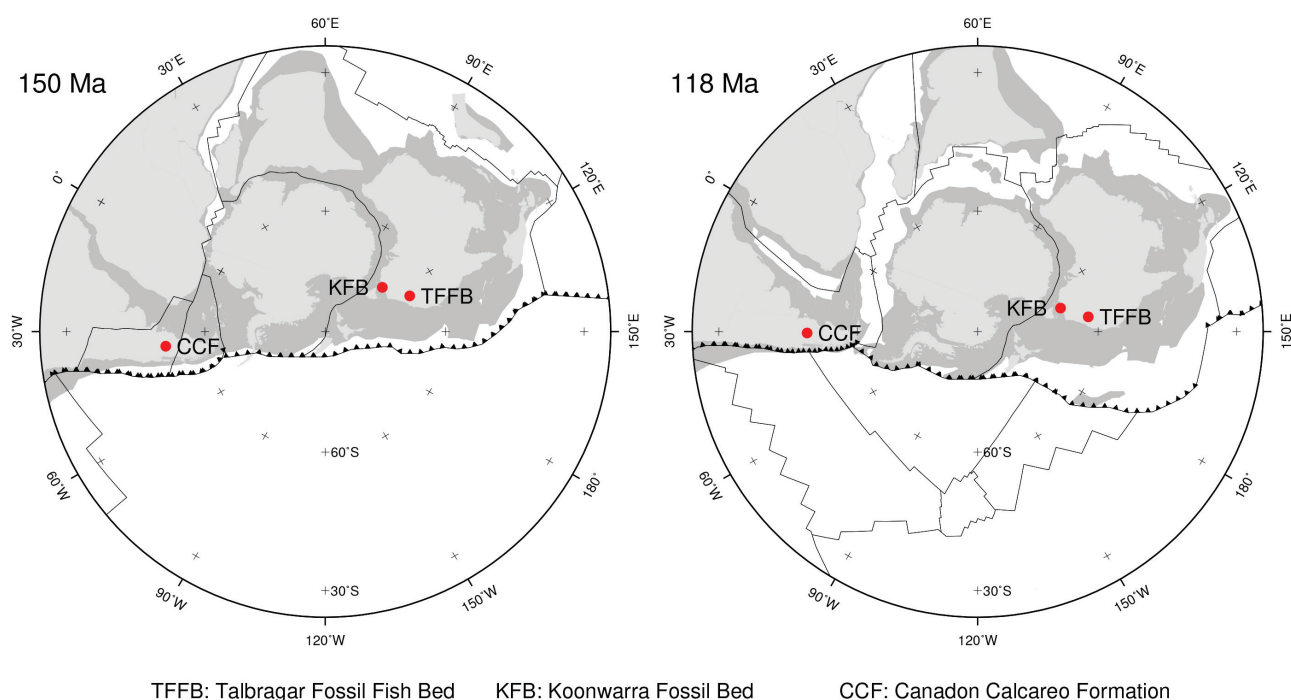 150 Ma
60˚E
30˚E
90˚E
0˚
120˚E
KFB
TFFB
CCF
30˚W
150˚E
60˚S
60˚W
180˚
30˚S
90˚W
150˚W
120˚W
118 Ma
60˚E
30˚E
90˚E
0˚
120˚E
KFB
TFFB
CCF
30˚W
150˚E
60˚S
60˚W
180˚
30˚S
90˚W
150˚W
120˚W
TFFB: Talbragar Fossil Fish Bed KFB: Koonwarra Fossil Bed CCF: Canadon Calcareo Formation